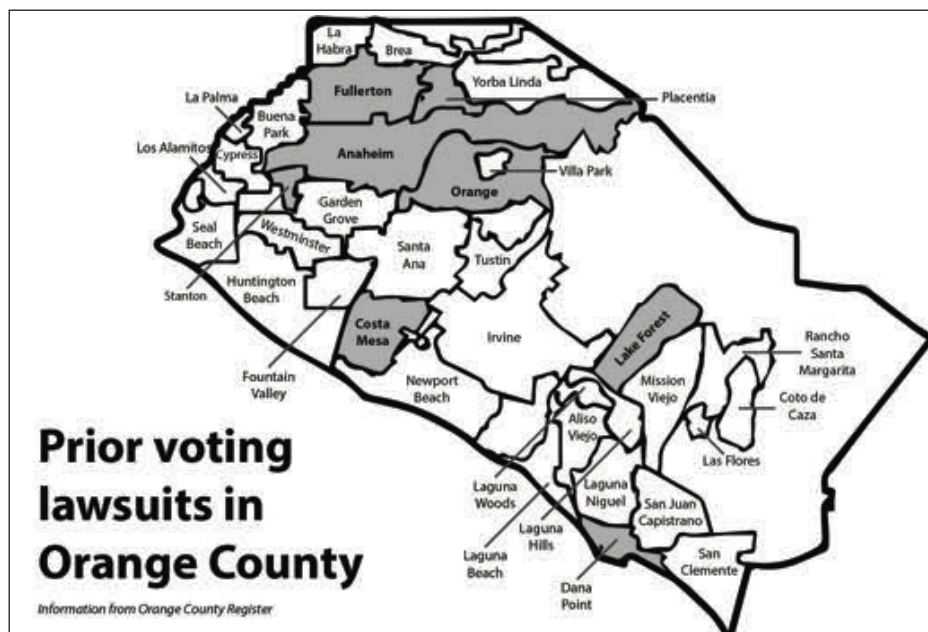 La
Habra
Brea
Yorba Linda
Fullerton
Placentia
La Palma
Buena
Park
Los Alamitos
Cypress
Anaheim
Villa Park
Orange
Garden
Grove
Seal
Beach
Westminster
Santa
Ana
Tustin
Stanton
Huntington
Beach
Costa
Mesa
Irvine
Lake Forest
Rancho
Santa
Margarita
Fountain
Valley
Newport
Beach
Mission
Viejo
Coto de
Caza
Aliso
Viejo
Las Flores
Laguna
Woods
Laguna
Niguel
San Juan
Capistrano
Laguna
Hills
Laguna
Beach
San
Clemente
Dana
Point
Prior voting
lawsuits in
Orange County
Information from Orange County Register